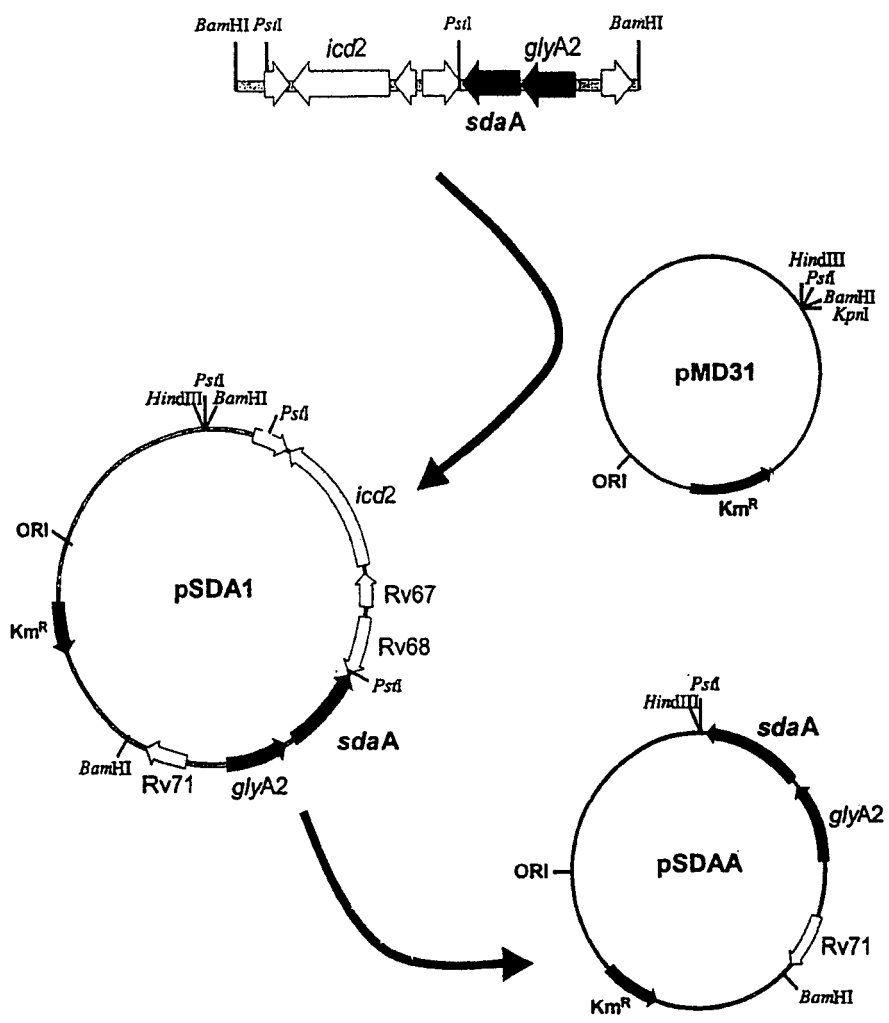 BamHI PstI
icd2
PstI
glyA2
BamHI
sdaA
HindIII
PstI
BamHI
KpnI
pMD31
ORI
KmR
PstI
HindIII BamHI
PstI
icd2
ORI
pSDA1
Rv67
KmR
Rv68
PstI
sdaA
BamHI
Rv71
glyA2
PstI
HindIII
sdaA
glyA2
ORI
pSDAA
Rv71
KmR
BamHI